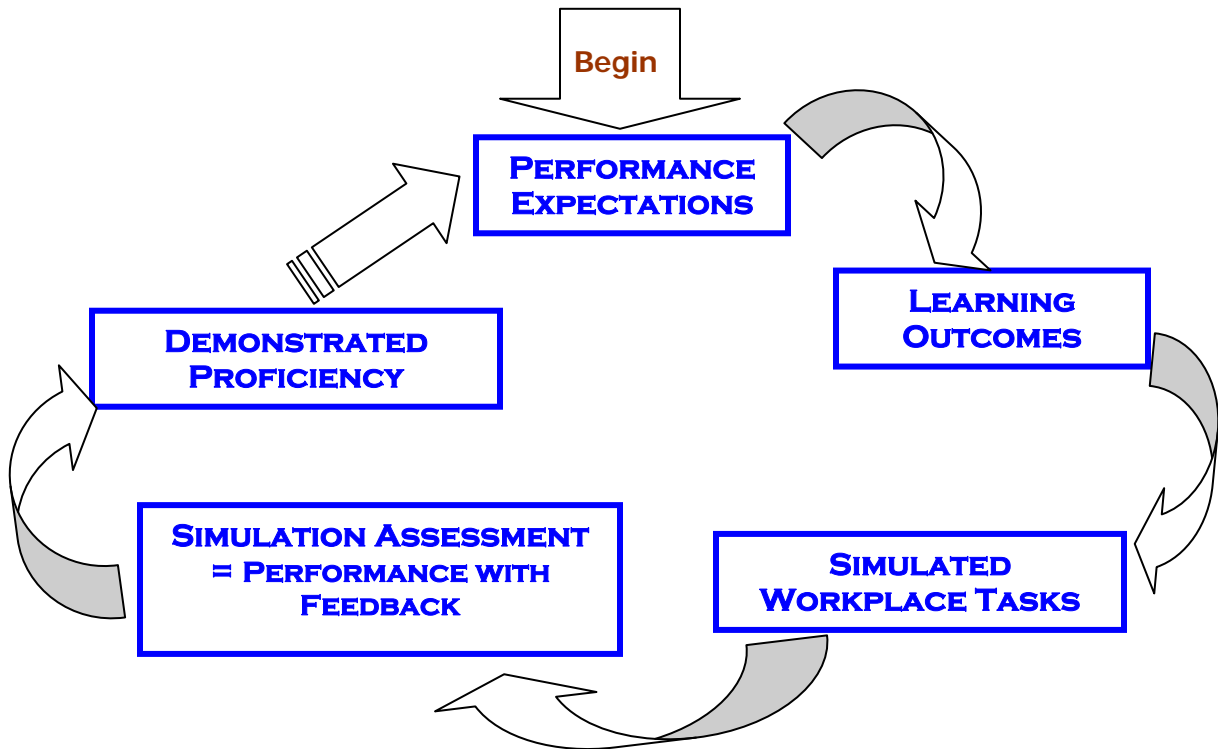 Begin
PERFORMANCE
EXPECTATIONS
LEARNING
OUTCOMES
SIMULATED
WORKPLACE TASKS
SIMULATION ASSESSMENT
= PERFORMANCE WITH
FEEDBACK
DEMONSTRATED
PROFICIENCY